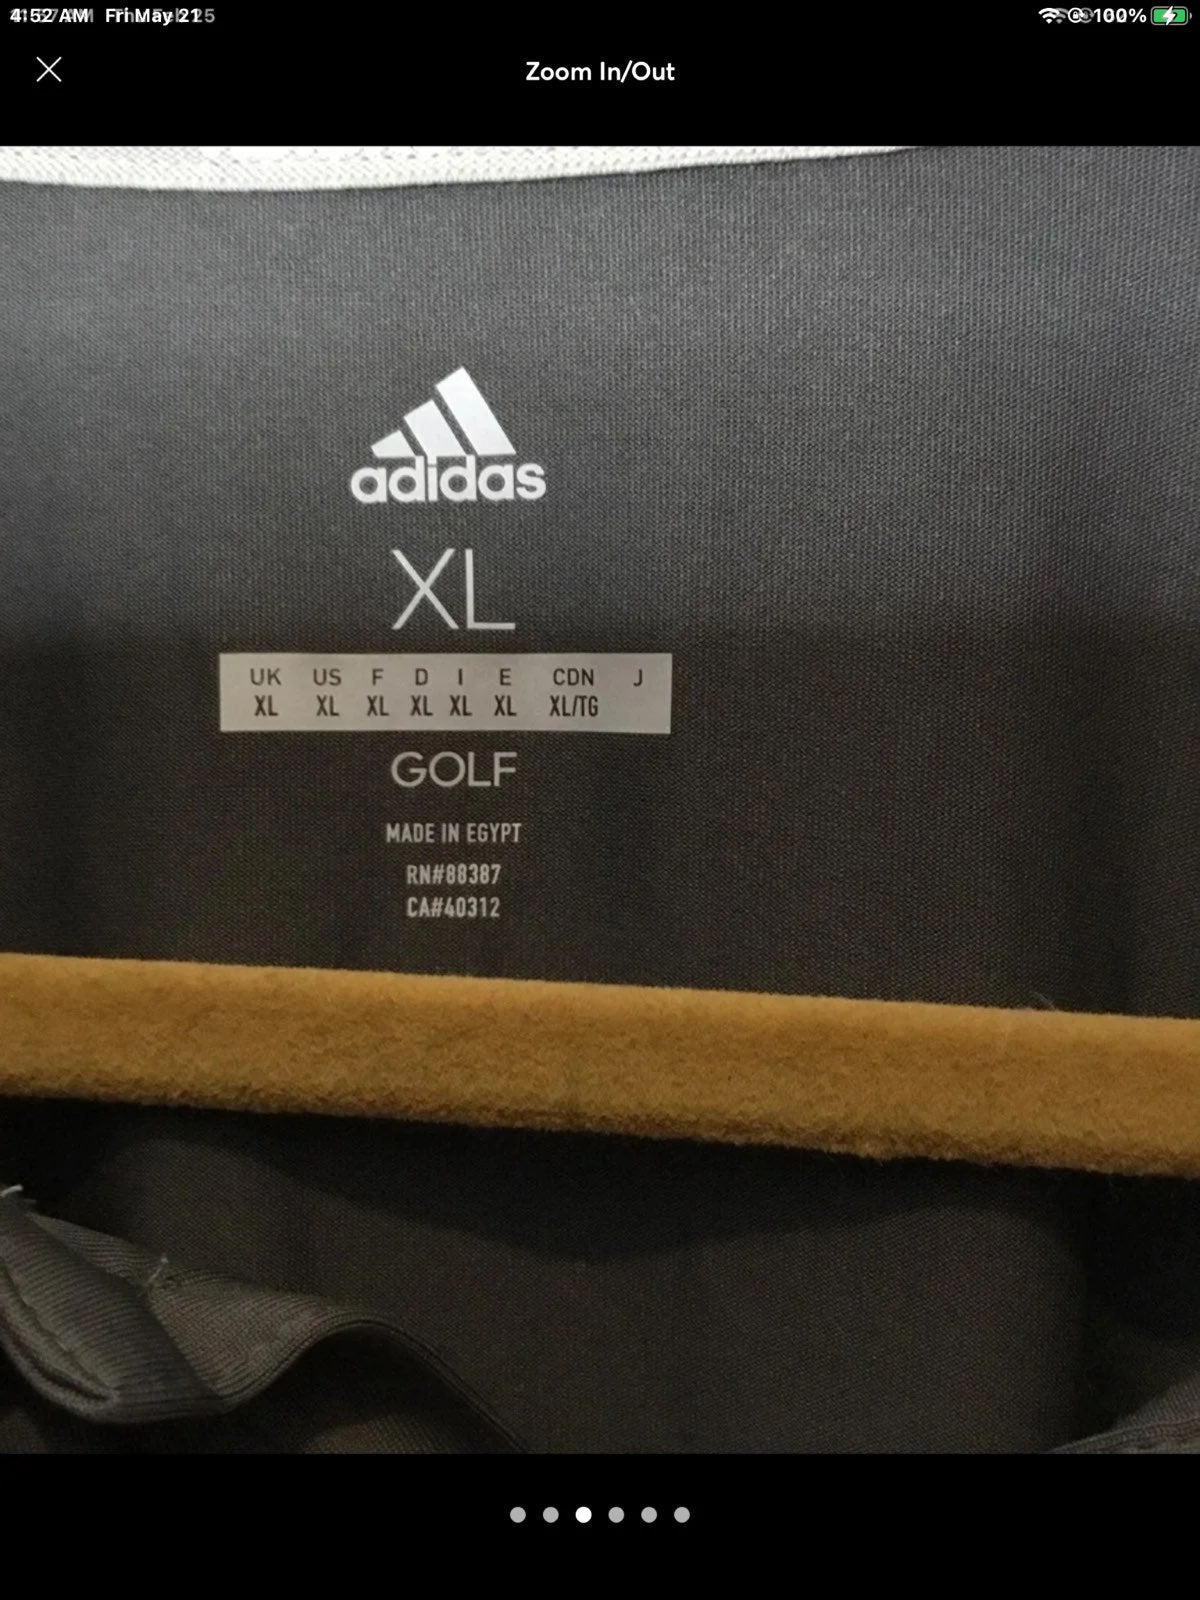 4:52 AM Fri May 21
100%
Zoom In/Out
adidas
XL
UK US F D I E CDN J
XL XL XL XL XL XL XL/TG
GOLF
MADE IN EGYPT
RN#88387
CA#40312